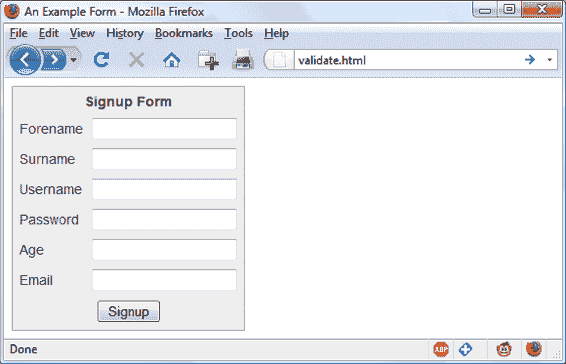 An Example Form - Mozilla Firefox
File Edit View History Bookmarks Tools Help
validate.html
Signup Form
Forename
Surname
Username
Password
Age
Email
Signup
Done ABP